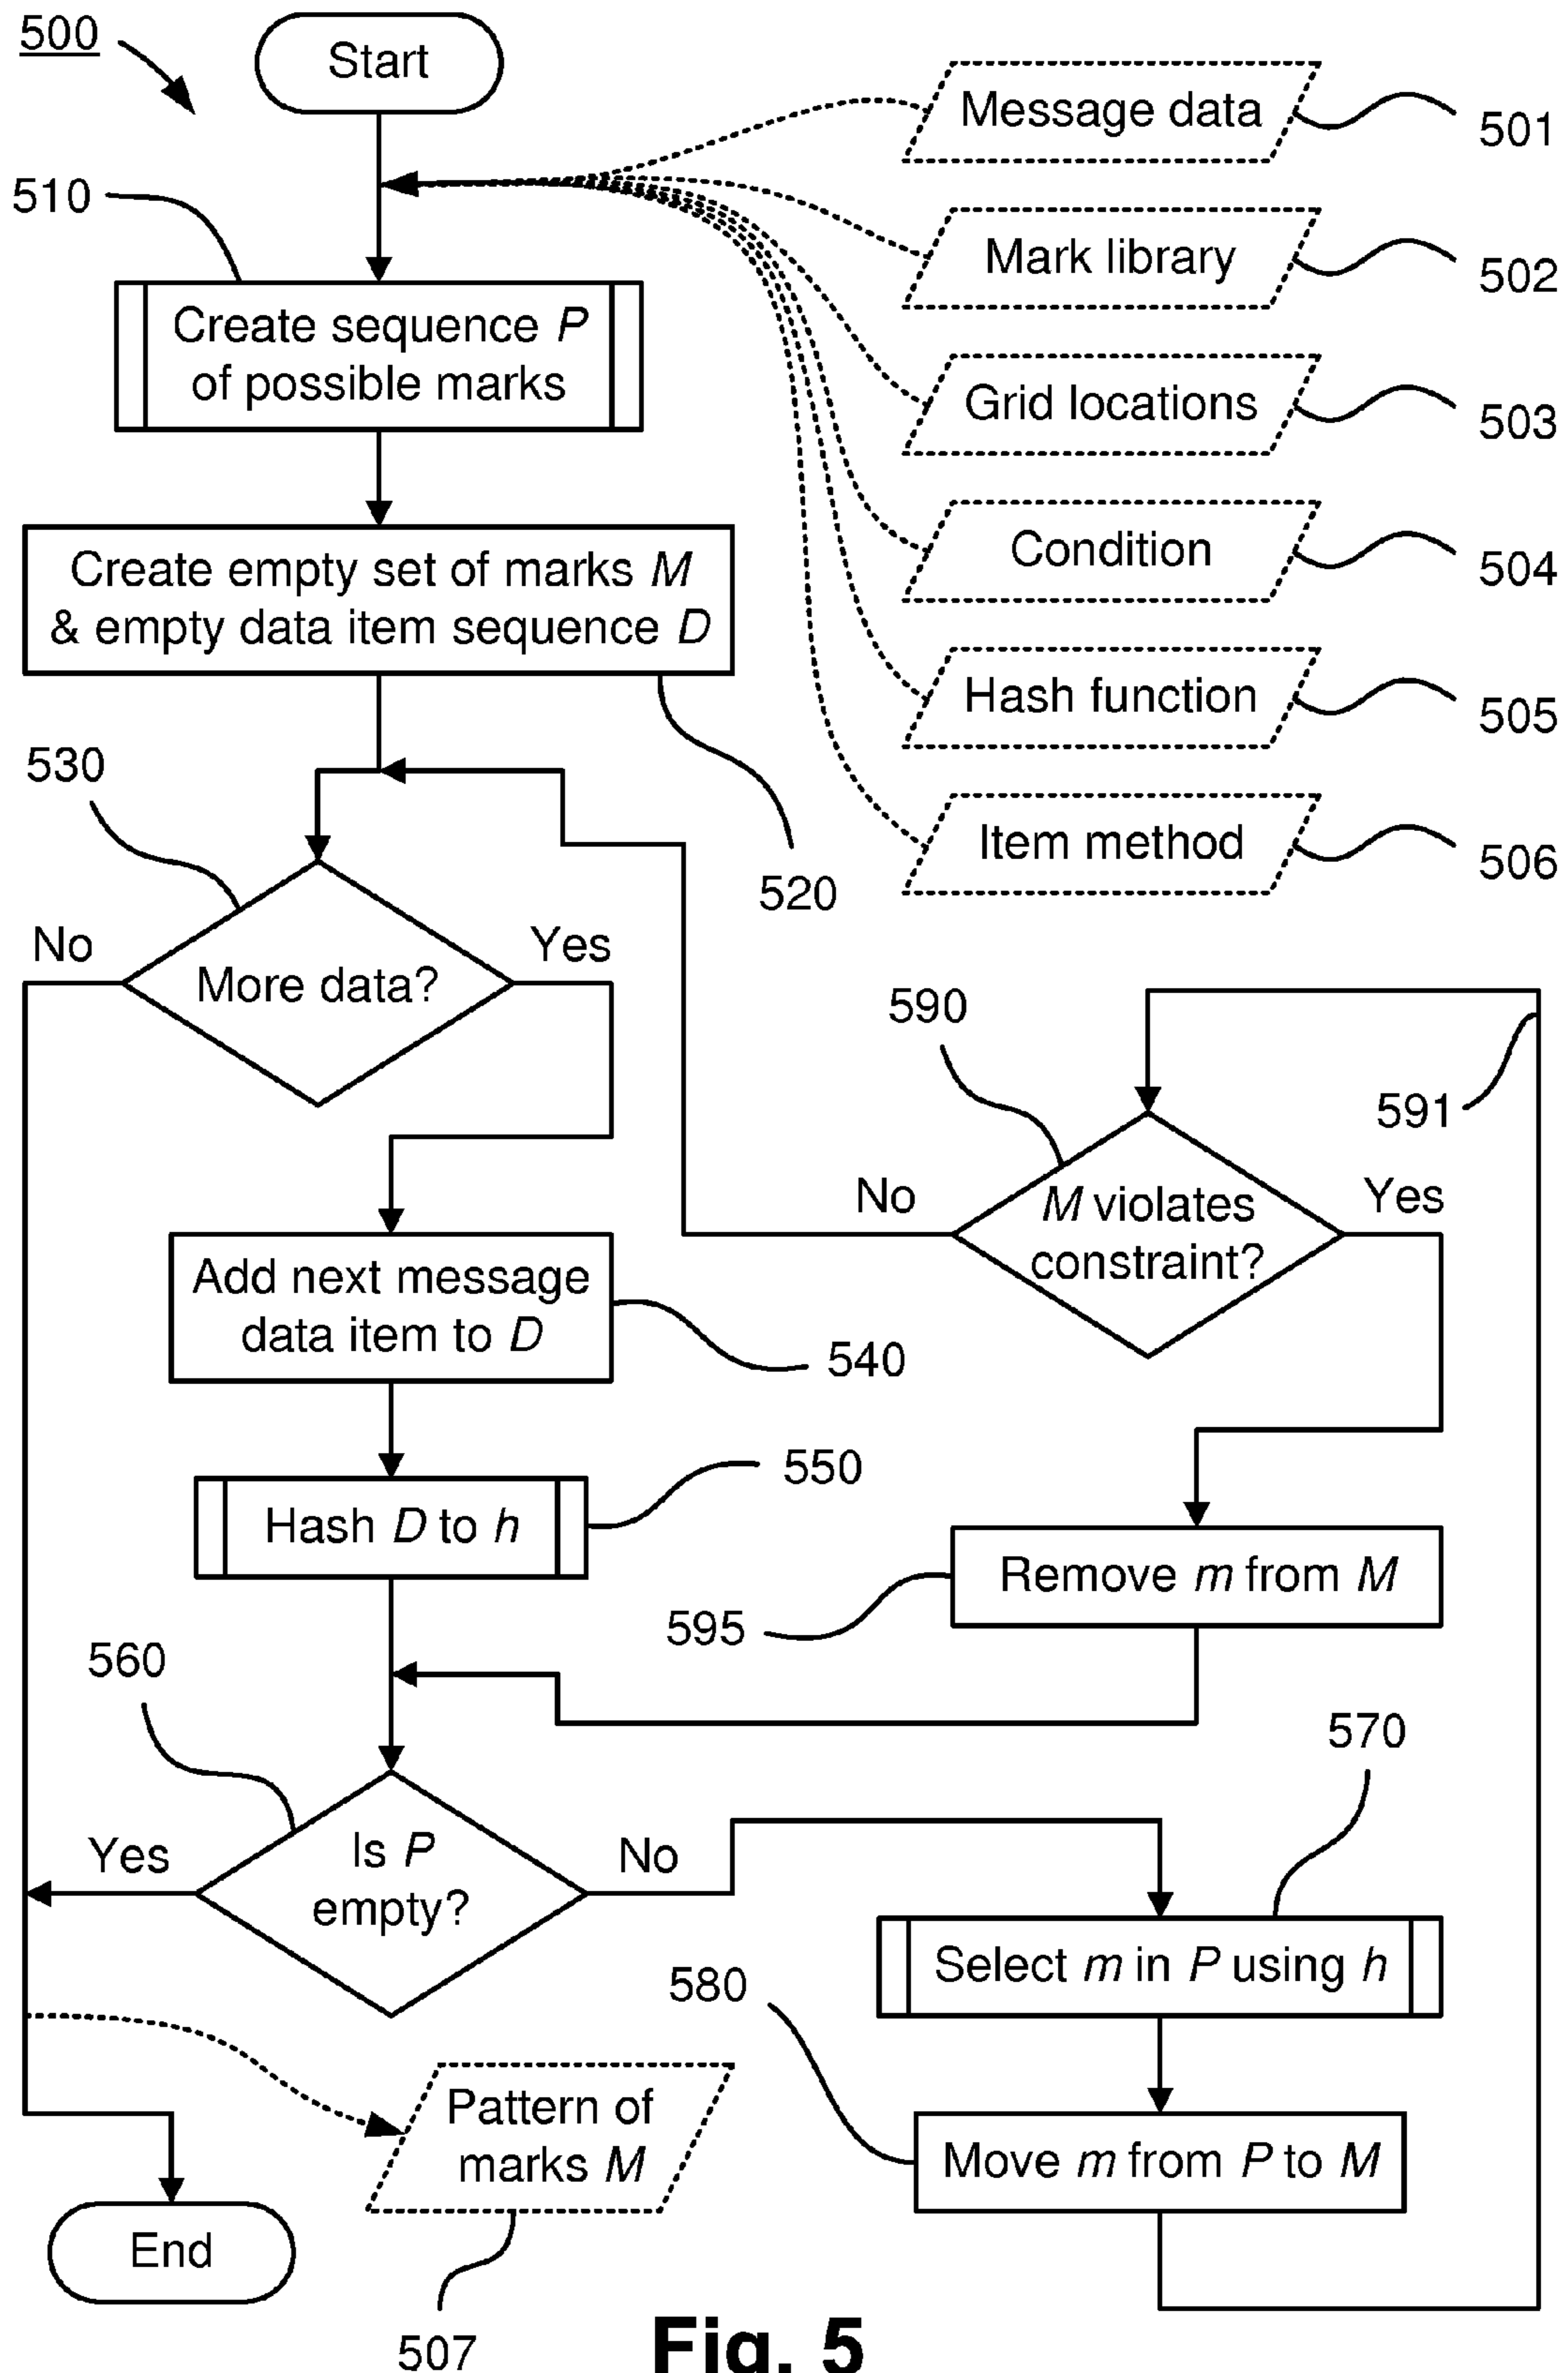 500
Start
Message data
501
510
Mark library
502
Create sequence P
of possible marks
Grid locations
503
Create empty set of marks M
& empty data item sequence D
Condition
504
Hash function
505
530
520
Item method
506
No
Yes
More data?
590
591
No
Yes
M violates
constraint?
Add next message
data item to D
540
550
Hash D to h
Remove m from M
595
560
570
Yes
No
Is P
empty?
Select m in P using h
580
Pattern of
marks M
Move m from P to M
End
507
Fig. 5